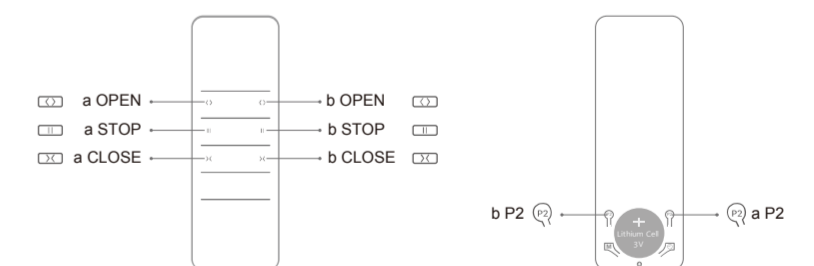 a OPEN b OPEN
a STOP b STOP
a CLOSE b CLOSE
b P2 P2 P2 a P2
Lithium Cell
3V
M